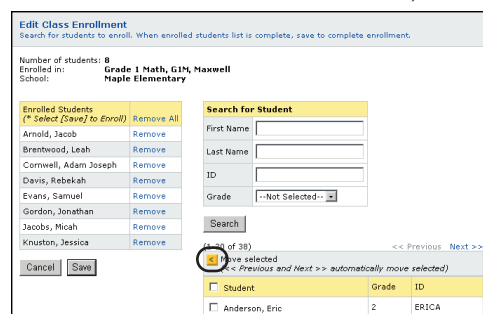 Edit Class Enrollment
Search for students to enroll. When enrolled students list is complete, save to complete enrollment.
Number of students: 8
Enrolled in: Grade 1 Math, G1M, Maxwell
School: Maple Elementary
Enrolled Students
(* Select [Save] to Enroll) Remove All
Arnold, Jacob Remove
Brentwood, Leah Remove
Cornwell, Adam Joseph Remove
Davis, Rebekah Remove
Evans, Samuel Remove
Gordon, Jonathan Remove
Jacobs, Micah Remove
Knuston, Jessica Remove
Cancel Save
Search for Student
First Name
Last Name
ID
Grade --Not Selected--
Search
(1-20 of 38) << Previous Next >>
< Move selected
(<< Previous and Next >> automatically move selected)
Student Grade ID
Anderson, Eric 2 ERICA